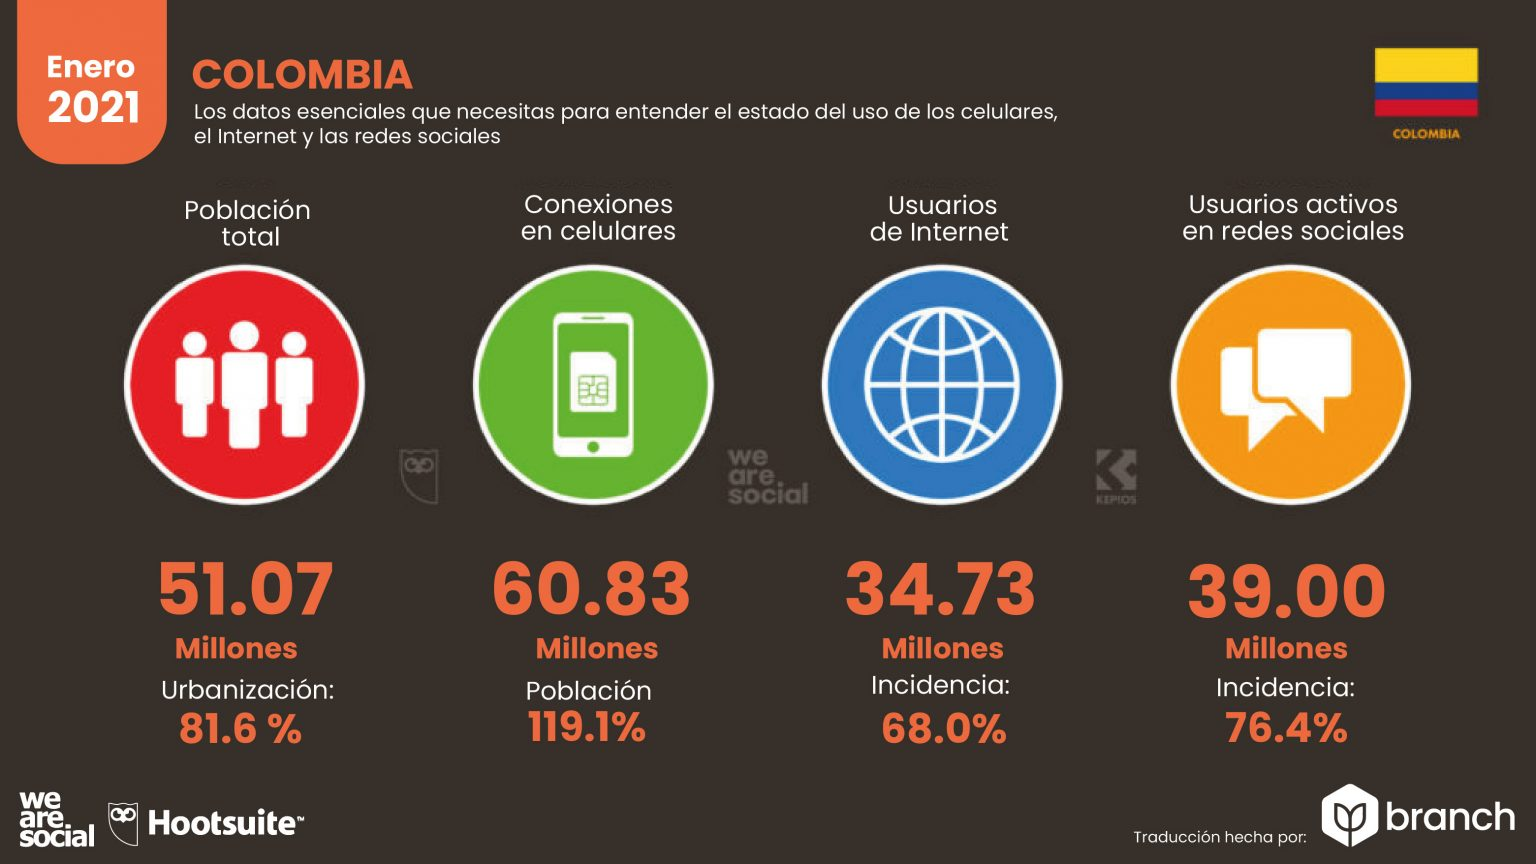 Enero
2021
COLOMBIA
Los datos esenciales que necesitas para entender el estado del uso de los celulares,
el Internet y las redes sociales
COLOMBIA
Población
total
Conexiones
en celulares
Usuarios
de Internet
Usuarios activos
en redes sociales
we
are
social
KEPIOS
51.07
Millones
Urbanización:
81.6 %
60.83
Millones
Población
119.1%
34.73
Millones
Incidencia:
68.0%
39.00
Millones
Incidencia:
76.4%
we
are
social
Hootsuite™
Traducción hecha por:
branch